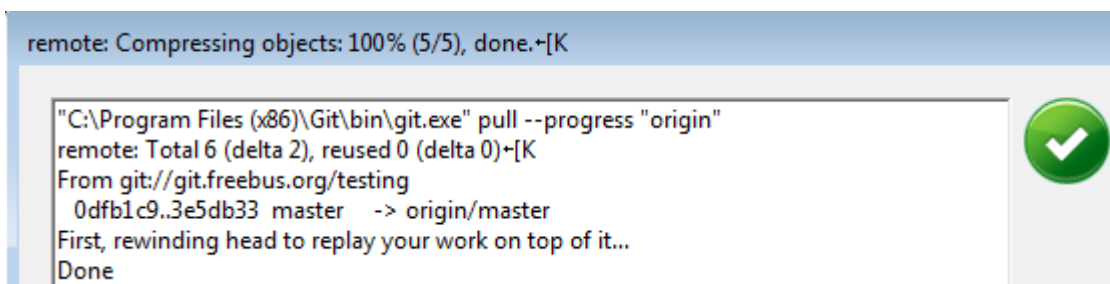 remote: Compressing objects: 100% (5/5), done.←[K
"C:\Program Files (x86)\Git\bin\git.exe" pull --progress "origin"
remote: Total 6 (delta 2), reused 0 (delta 0)←[K
From git://git.freebus.org/testing
   0dfb1c9..3e5db33  master     -> origin/master
First, rewinding head to replay your work on top of it...
Done